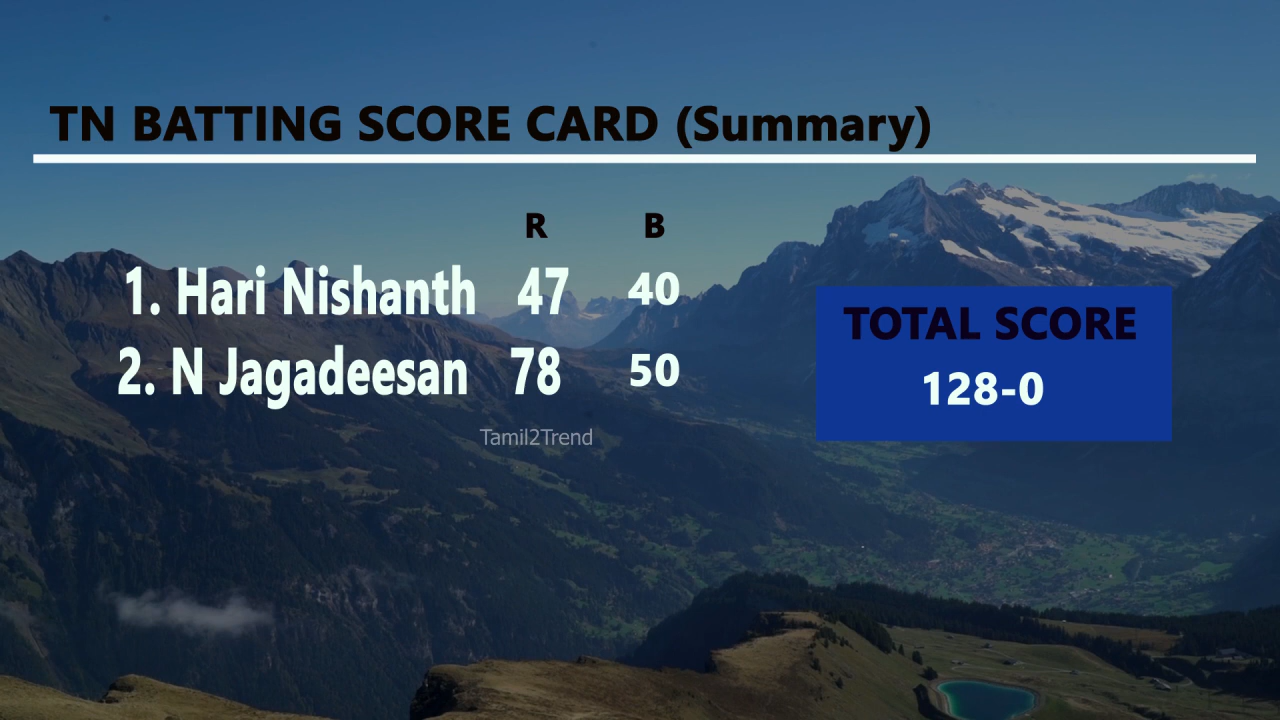 TN BATTING SCORE CARD (Summary)
R B
1. Hari Nishanth 47 40
2. N Jagadeesan 78 50
TOTAL SCORE
128-0
Tamil2Trend